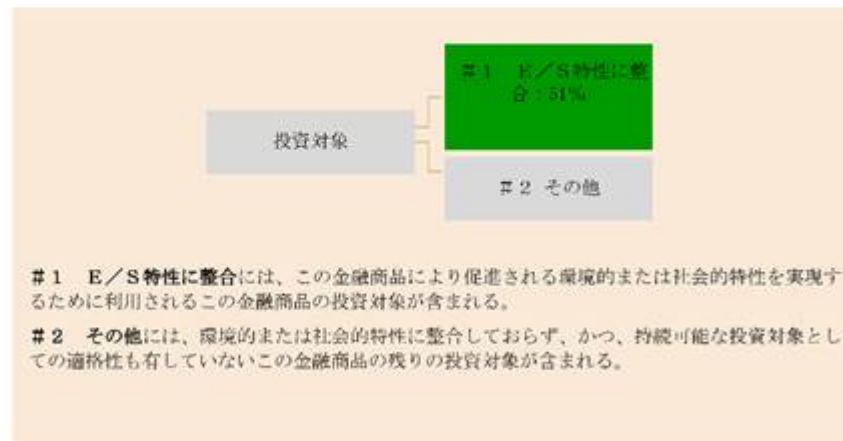 #1 E/S特性に整
合:51%
投資対象
#2 その他
#1 E/S特性に整合には、この金融商品により促進される環境的または社会的特性を実現す
るために利用されるこの金融商品の投資対象が含まれる。
#2 その他には、環境的または社会的特性に整合しておらず、かつ、持続可能な投資対象とし
ての適格性も有していないこの金融商品の残りの投資対象が含まれる。